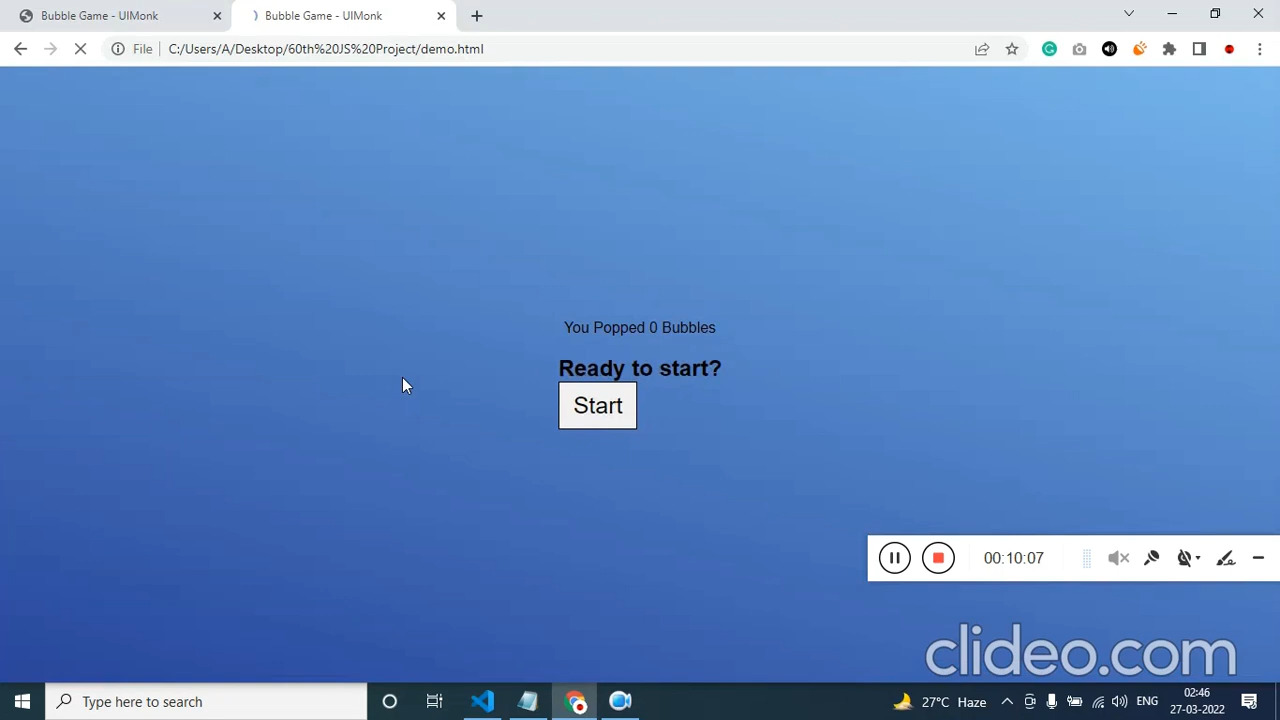 Bubble Game - UIMonk
Bubble Game - UIMonk
File
C:/Users/A/Desktop/60th%20JS%20Project/demo.html
You Popped 0 Bubbles
Ready to start?
Start
00:10:07
clideo.com
Type here to search
27°C Haze
ENG
02:46
27-03-2022